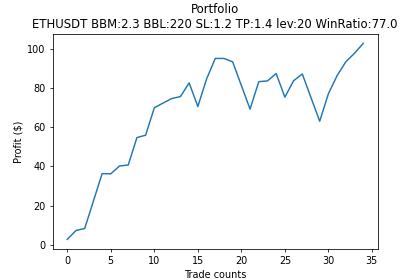 Portfolio
ETHUSDT BBM:2.3 BBL:220 SL:1.2 TP:1.4 lev:20 WinRatio:77.0
Profit ($)
100
80
60
40
20
0
0 5 10 15 20 25 30 35
Trade counts